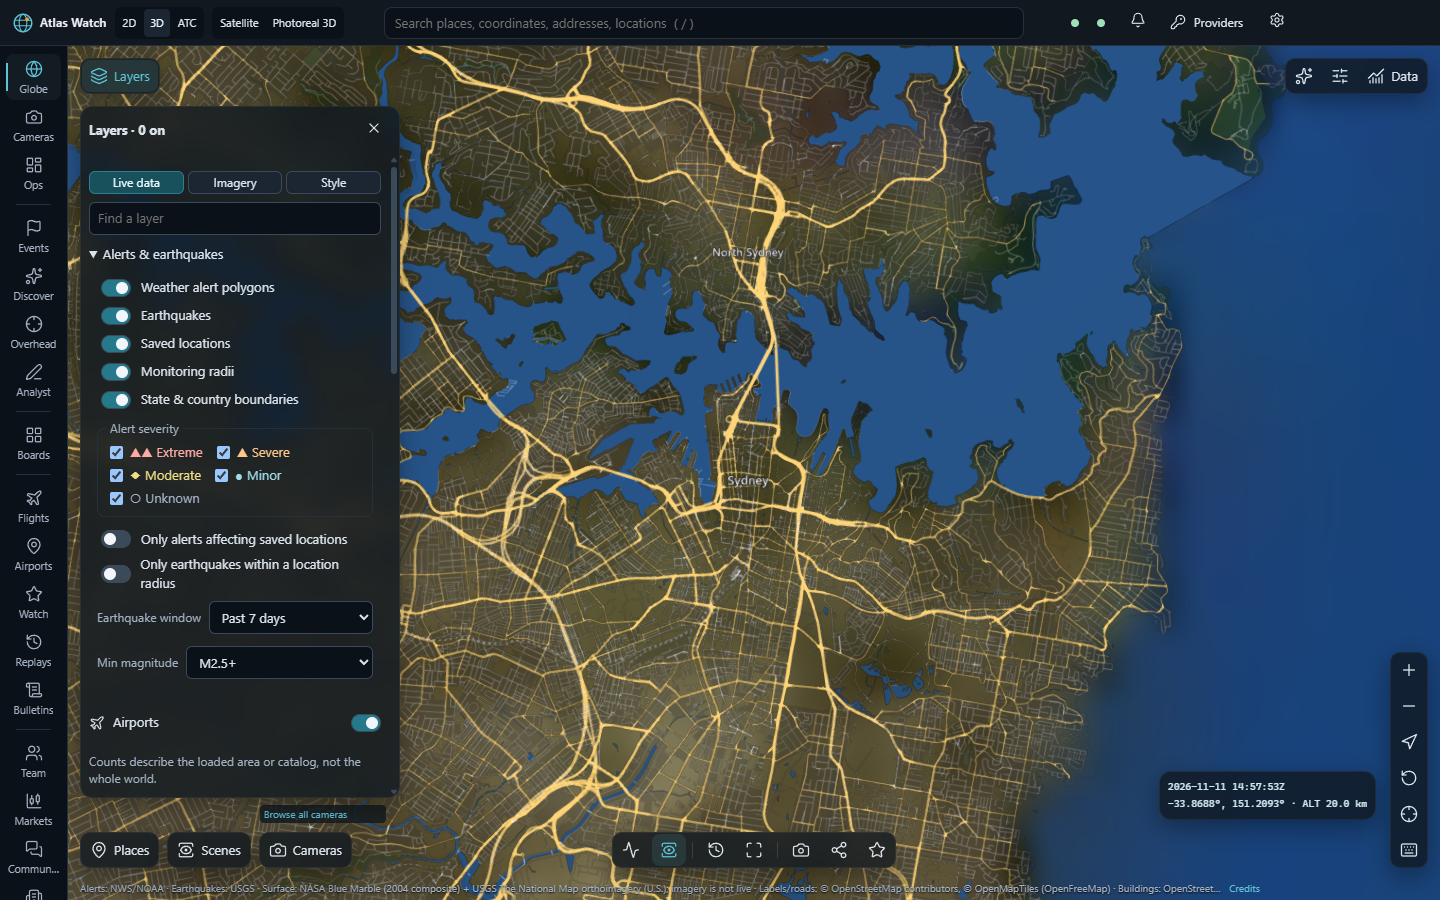 Atlas Watch
2D
3D
ATC
Satellite
Photoreal 3D
Search places, coordinates, addresses, locations ( / )
Providers
Globe
Cameras
Ops
Events
Discover
Overhead
Analyst
Boards
Flights
Airports
Watch
Replays
Bulletins
Team
Markets
Commun...
Layers
Layers · 0 on
Live data
Imagery
Style
Find a layer
Alerts & earthquakes
Weather alert polygons
Earthquakes
Saved locations
Monitoring radii
State & country boundaries
Alert severity
Extreme
Severe
Moderate
Minor
Unknown
Only alerts affecting saved locations
Only earthquakes within a location
radius
Earthquake window
Past 7 days
Min magnitude
M2.5+
Airports
Counts describe the loaded area or catalog, not the
whole world.
Browse all cameras
Places
Scenes
Cameras
North Sydney
Sydney
Data
2026-11-11 14:57:53Z
-33.8688°, 151.2093° · ALT 20.0 km
Alerts: NWS/NOAA · Earthquakes: USGS · Surface: NASA Blue Marble (2004 composite) + USGS The National Map orthoimagery (U.S.); imagery is not live · Labels/roads: © OpenStreetMap contributors, © OpenMapTiles (OpenFreeMap) · Buildings: OpenStreet...
Credits